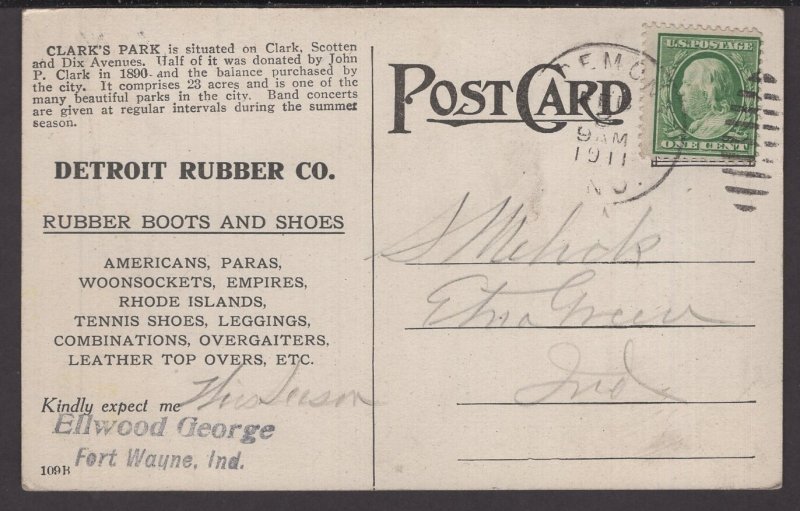 CLARK'S PARK is situated on Clark, Scotten
and Dix Avenues. Half of it was donated by John
P. Clark in 1890 and the balance purchased by
the city. It comprises 23 acres and is one of the
many beautiful parks in the city. Band concerts
are given at regular intervals during the summer
season.
DETROIT RUBBER CO.
RUBBER BOOTS AND SHOES
AMERICANS, PARAS,
WOONSOCKETS, EMPIRES,
RHODE ISLANDS,
TENNIS SHOES, LEGGINGS,
COMBINATIONS, OVERGAITERS,
LEATHER TOP OVERS, ETC.
Kindly expect me This Season
Ellwood George
Fort Wayne, Ind.
109B
POST CARD
9 AM
1911
U.S. POSTAGE
ONE CENT
Etna Green
Ind